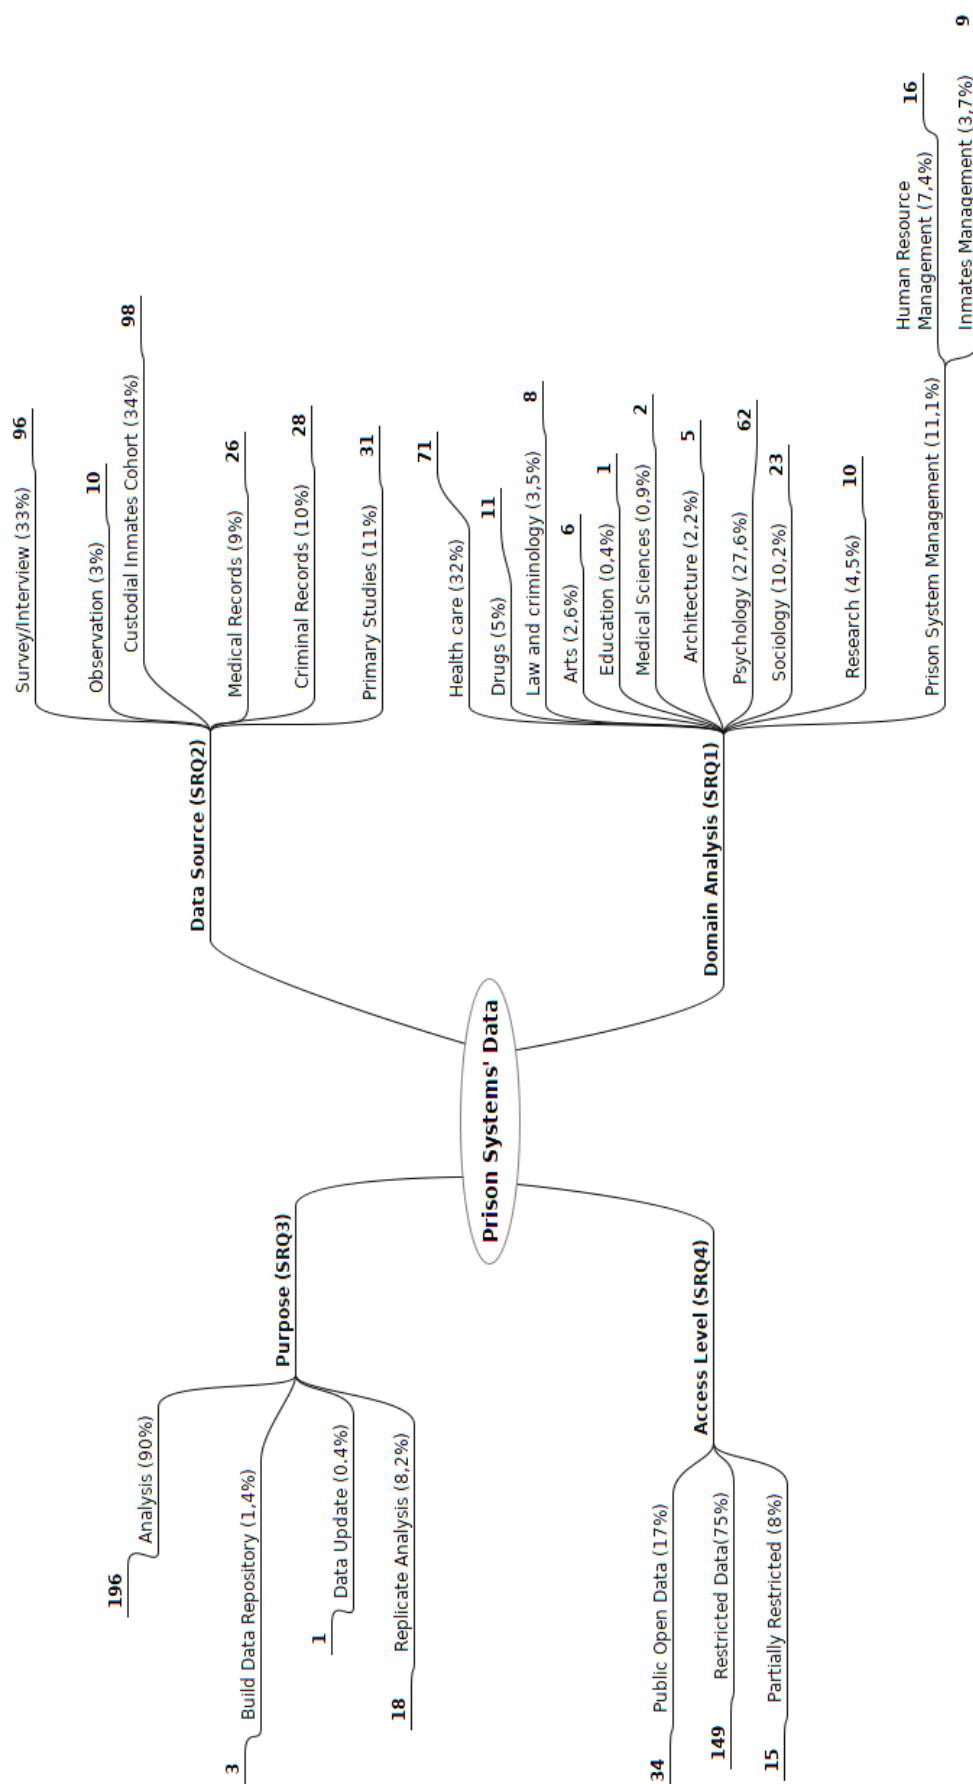 Prison Systems' Data
Data Source (SRQ2)
Survey/Interview (33%)
96
Observation (3%)
10
Custodial Inmates Cohort (34%)
98
Medical Records (9%)
26
Criminal Records (10%)
28
Primary Studies (11%)
31
Domain Analysis (SRQ1)
Health care (32%)
71
Drugs (5%)
11
Law and criminology (3,5%)
8
Arts (2,6%)
6
Education (0,4%)
1
Medical Sciences (0,9%)
2
Architecture (2,2%)
5
Psychology (27,6%)
62
Sociology (10,2%)
23
Research (4,5%)
10
Prison System Management (11,1%)
Human Resource
Management (7,4%)
16
Inmates Management (3,7%)
9
Purpose (SRQ3)
Analysis (90%)
196
Build Data Repository (1,4%)
3
Data Update (0,4%)
1
Replicate Analysis (8,2%)
18
Access Level (SRQ4)
Public Open Data (17%)
34
Restricted Data(75%)
149
Partially Restricted (8%)
15